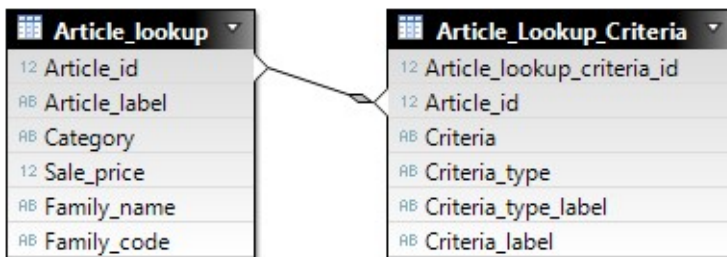 Article_lookup
12 Article_id
AB Article_label
AB Category
12 Sale_price
AB Family_name
AB Family_code
Article_Lookup_Criteria
12 Article_lookup_criteria_id
12 Article_id
AB Criteria
AB Criteria_type
AB Criteria_type_label
AB Criteria_label